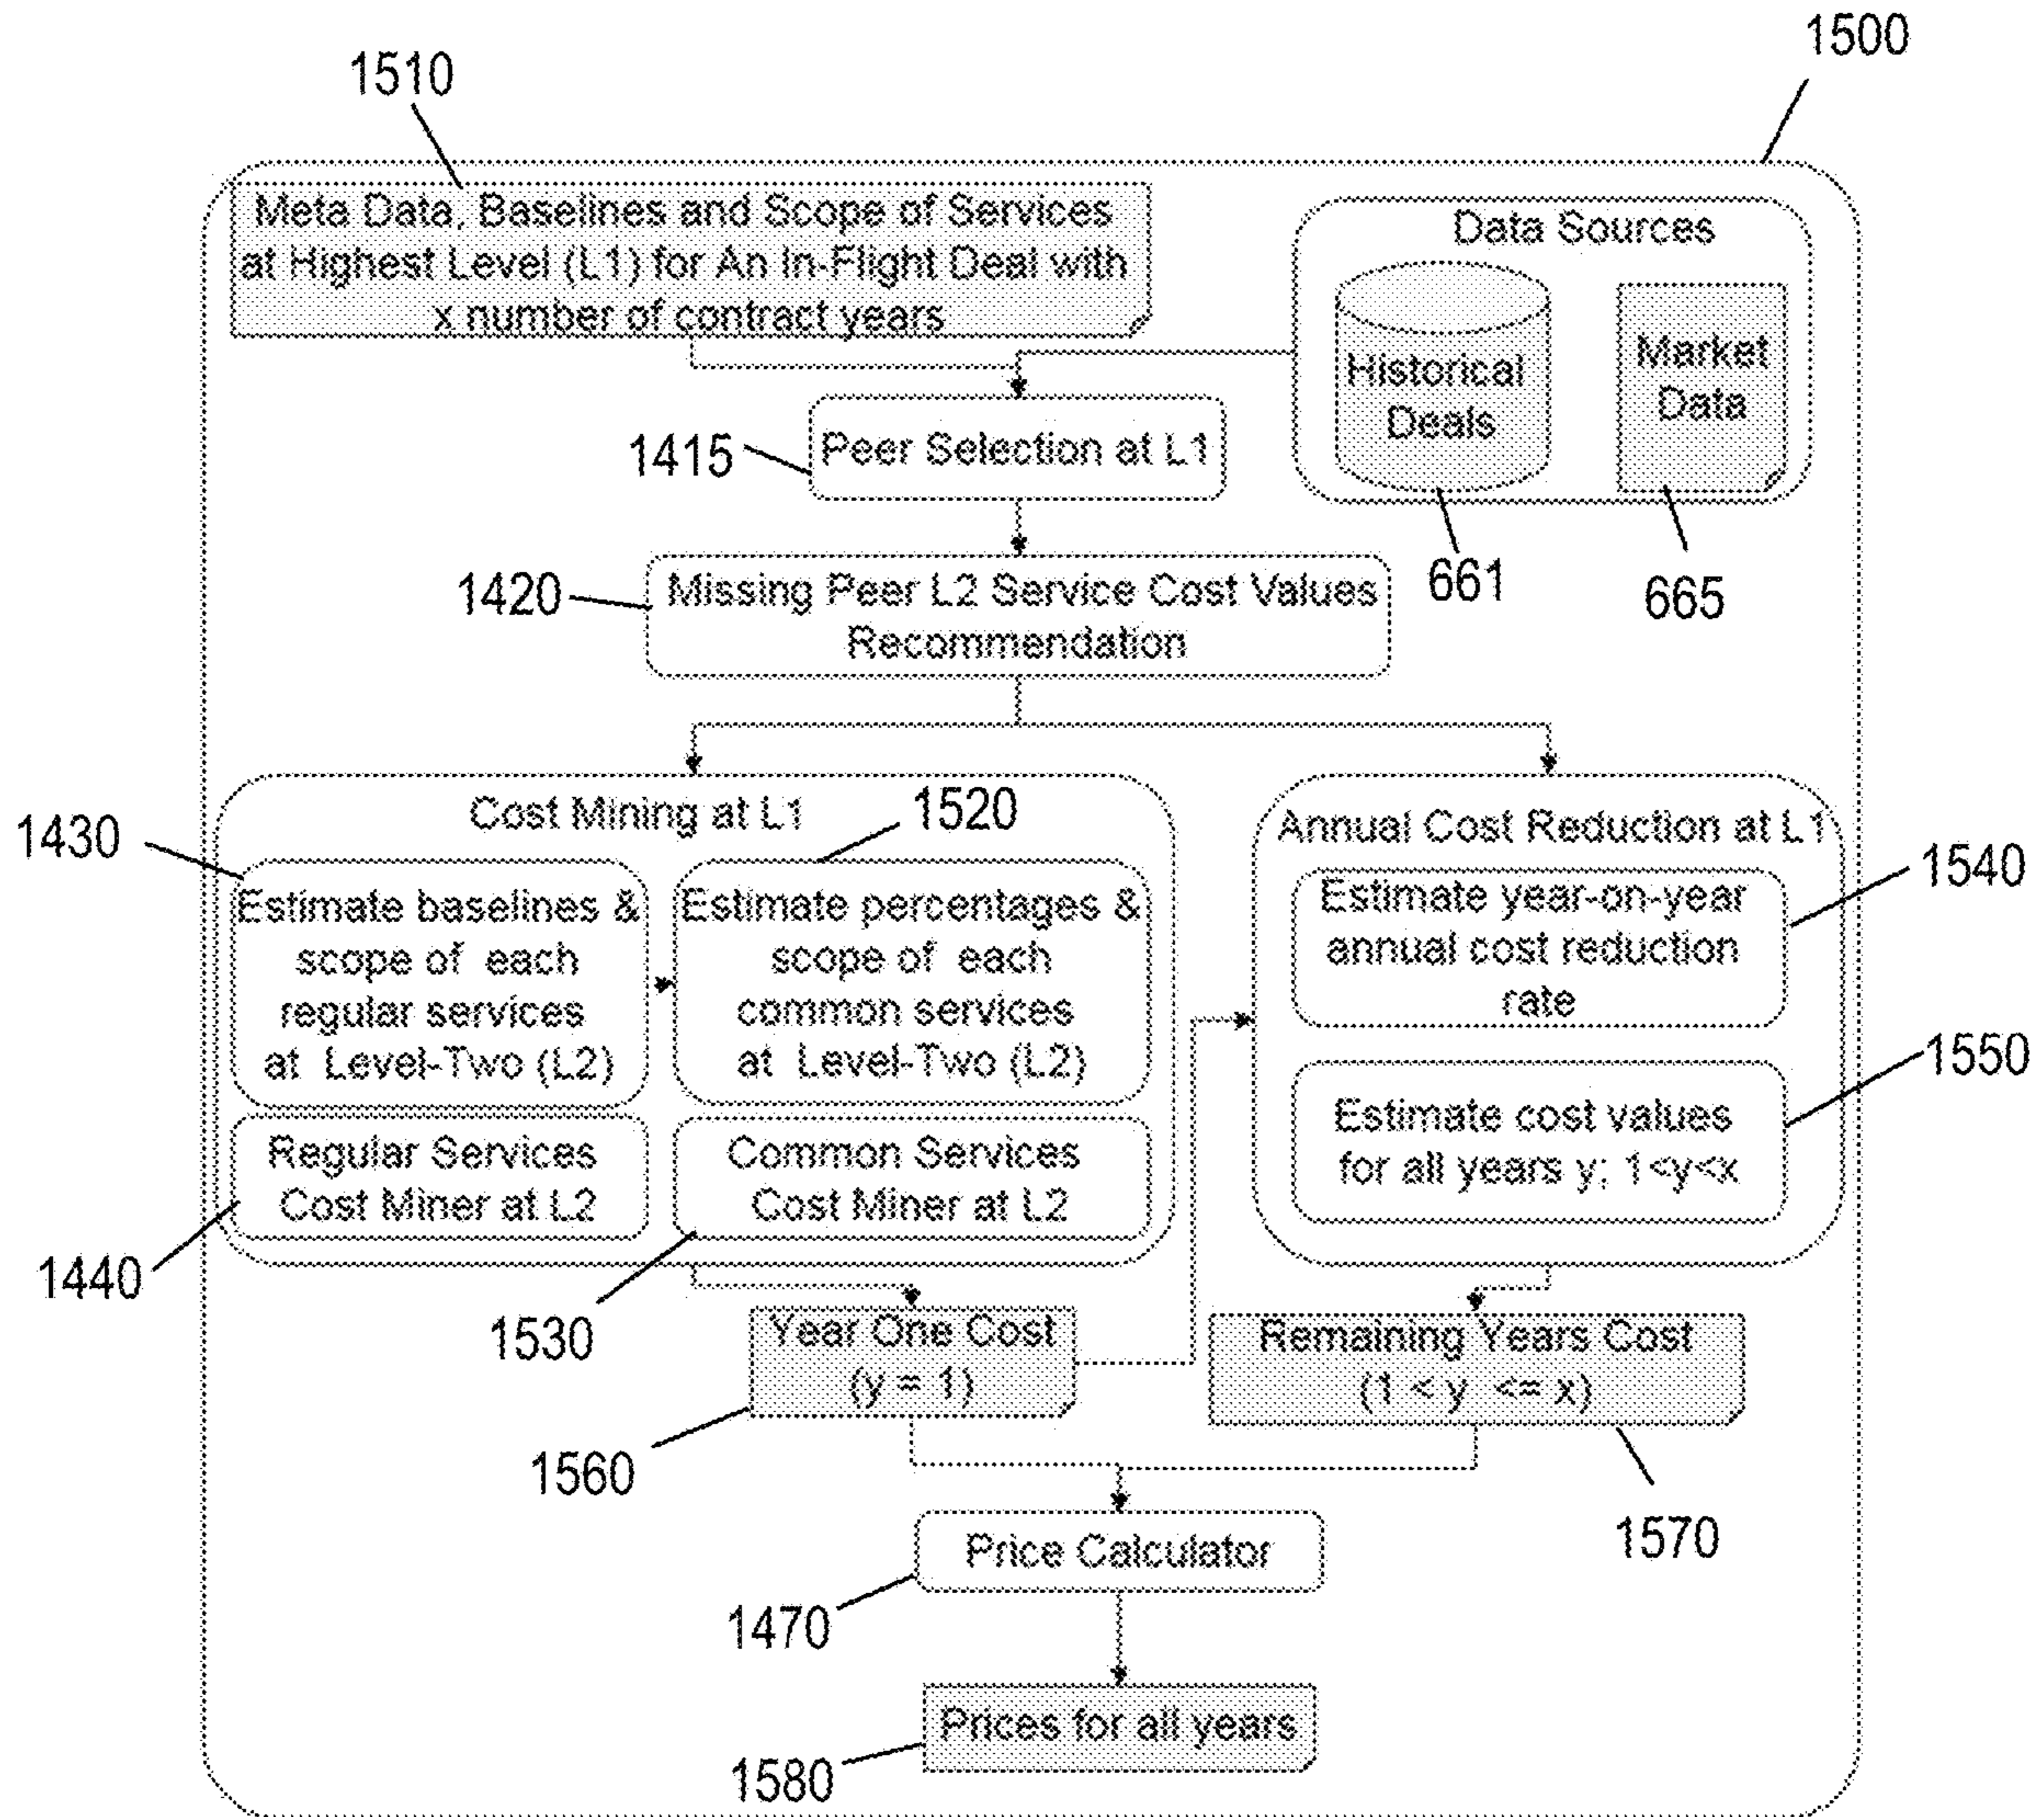 1500
1510
Meta Data, Baselines and Scope of Services
at Highest Level (L1) for An In-Flight Deal with
x number of contract years
Data Sources
Historical
Deals
Market
Data
661
665
1415
Peer Selection at L1
1420
Missing Peer L2 Service Cost Values
Recommendation
Cost Mining at L1
1520
1430
Estimate baselines &
scope of each
regular services
at Level-Two (L2)
Estimate percentages &
scope of each
common services
at Level-Two (L2)
Regular Services
Cost Miner at L2
Common Services
Cost Miner at L2
1440
1530
Annual Cost Reduction at L1
Estimate year-on-year
annual cost reduction
rate
1540
Estimate cost values
for all years y; 1<y<x
1550
Year One Cost
(y = 1)
1560
Remaining Years Cost
(1 < y <= x)
1570
Price Calculator
1470
Prices for all years
1580